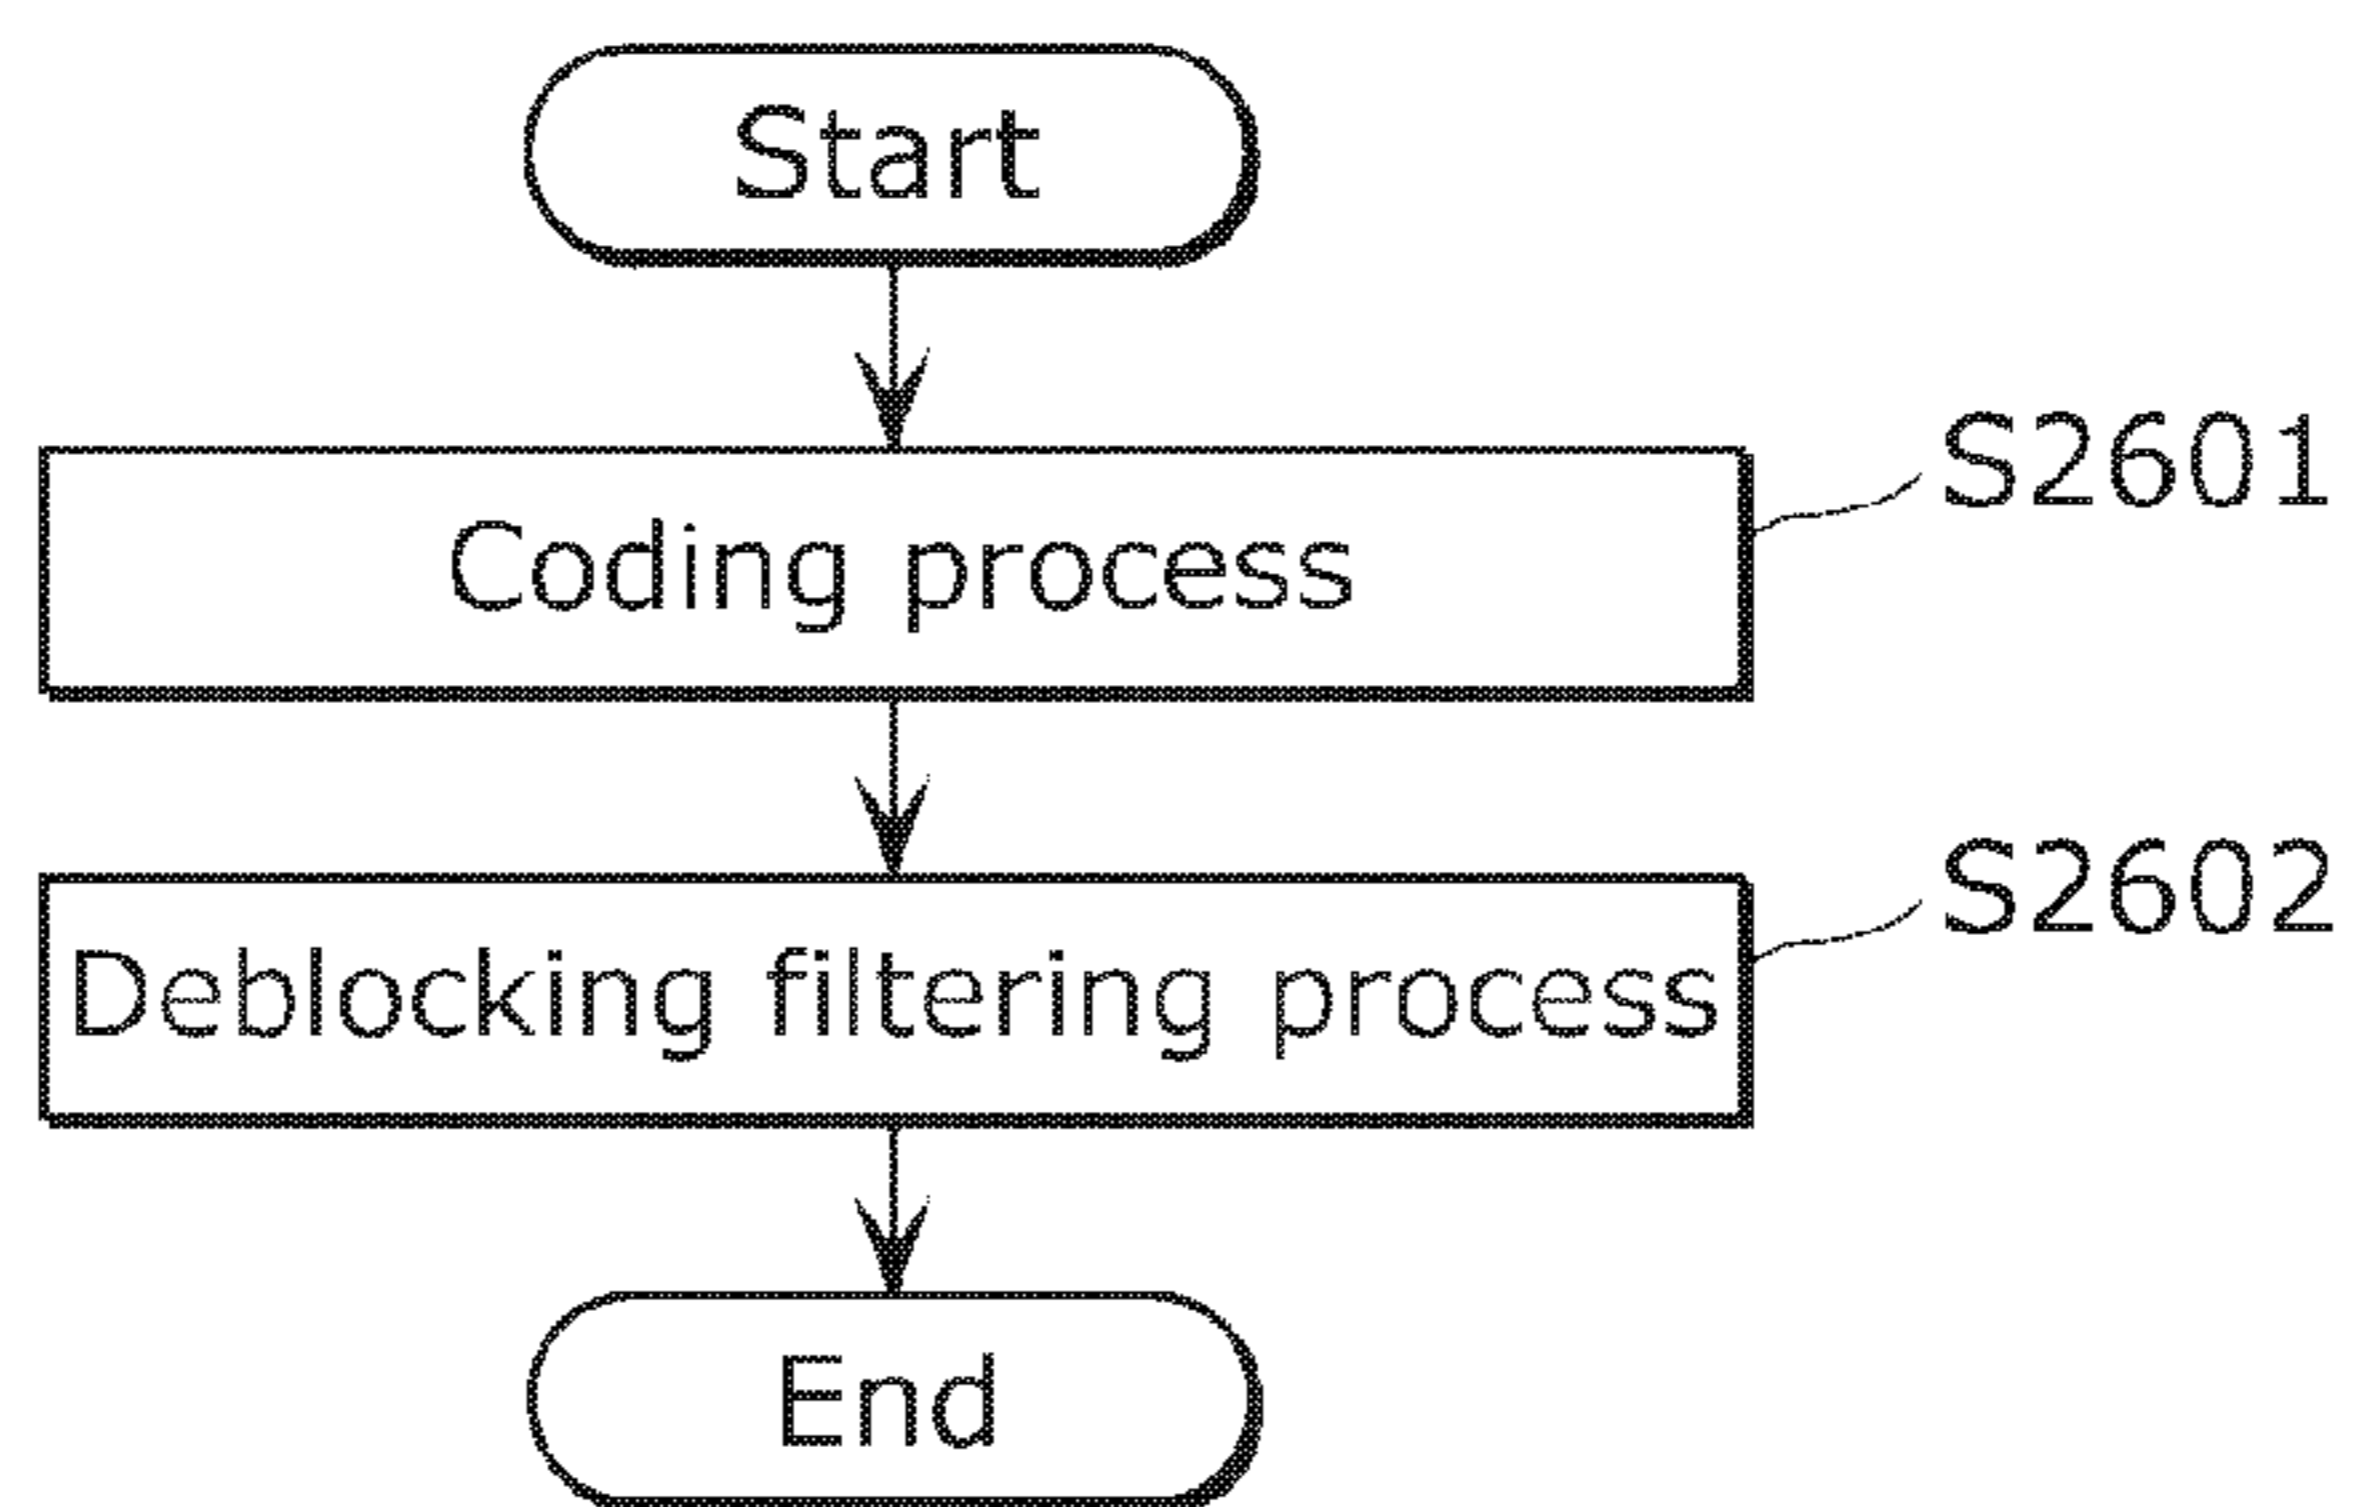 Start
Coding process
S2601
Deblocking filtering process
S2602
End